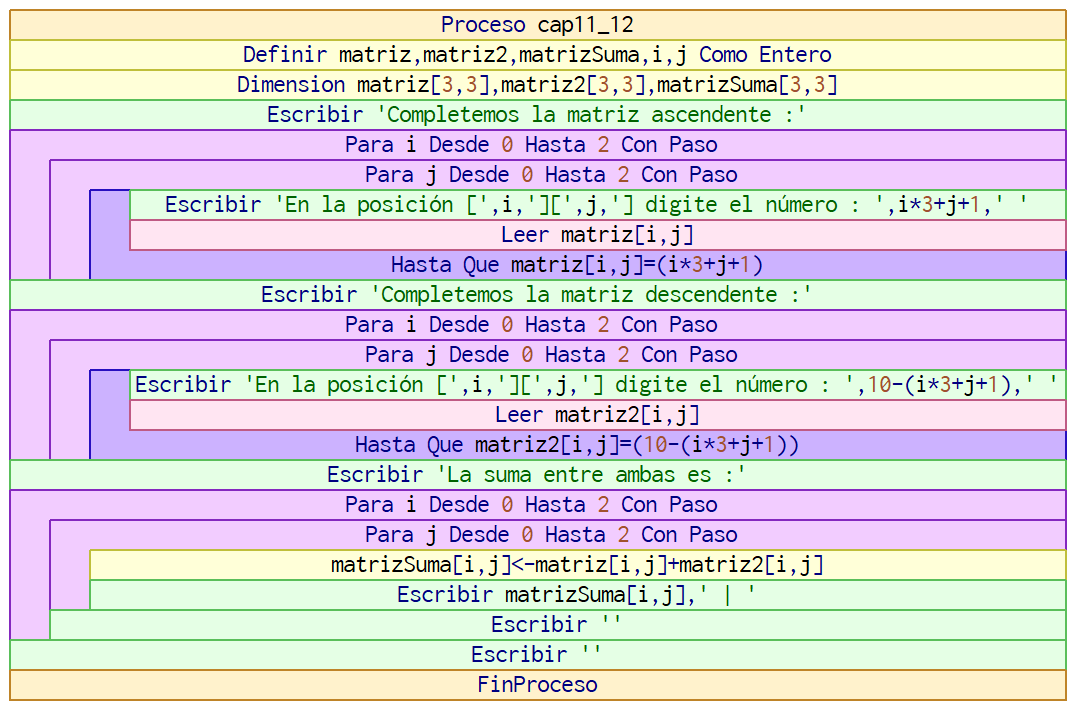 Proceso cap11_12
Definir matriz,matriz2,matrizSuma,i,j Como Entero
Dimension matriz[3,3],matriz2[3,3],matrizSuma[3,3]
Escribir 'Completemos la matriz ascendente :'
Para i Desde 0 Hasta 2 Con Paso
Para j Desde 0 Hasta 2 Con Paso
Escribir 'En la posición [',i,'][',j,'] digite el número : ',i*3+j+1,' '
Leer matriz[i,j]
Hasta Que matriz[i,j]=(i*3+j+1)
Escribir 'Completemos la matriz descendente :'
Para i Desde 0 Hasta 2 Con Paso
Para j Desde 0 Hasta 2 Con Paso
Escribir 'En la posición [',i,'][',j,'] digite el número : ',10-(i*3+j+1),' '
Leer matriz2[i,j]
Hasta Que matriz2[i,j]=(10-(i*3+j+1))
Escribir 'La suma entre ambas es :'
Para i Desde 0 Hasta 2 Con Paso
Para j Desde 0 Hasta 2 Con Paso
matrizSuma[i,j]<-matriz[i,j]+matriz2[i,j]
Escribir matrizSuma[i,j],' | '
Escribir ''
Escribir ''
FinProceso